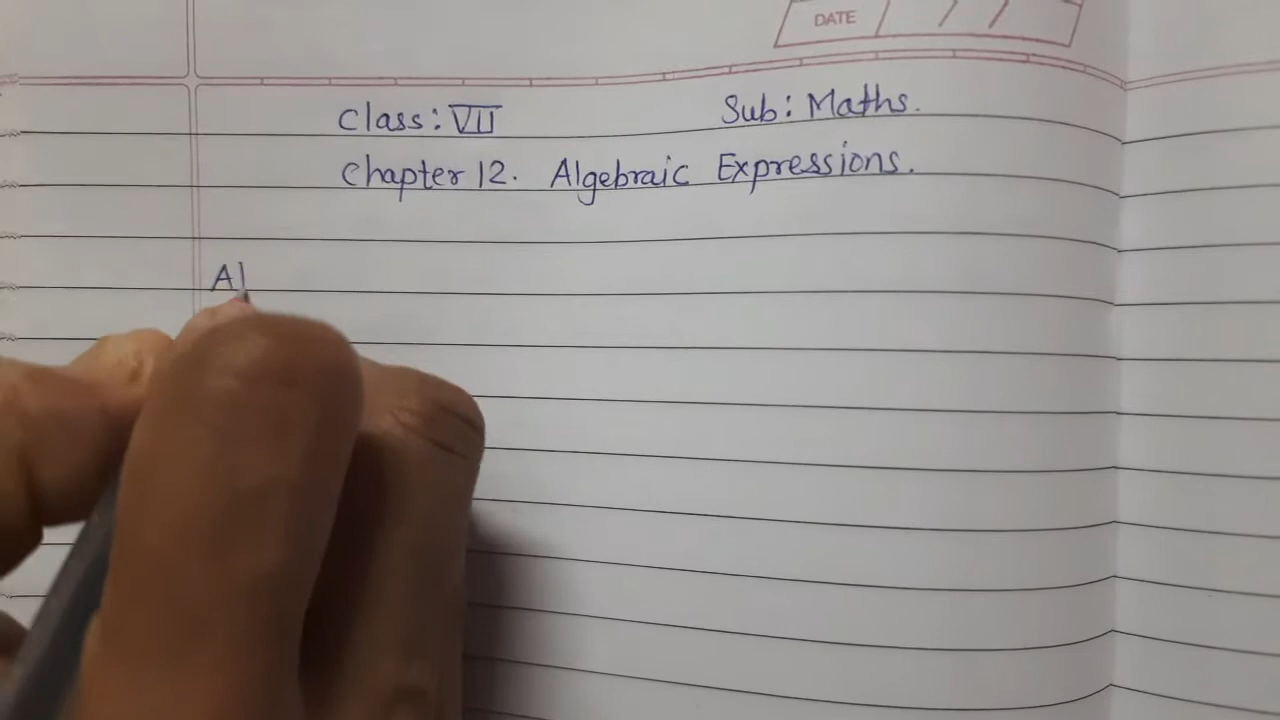 DATE / /
Class: VII Sub: Maths.
Chapter 12. Algebraic Expressions.
Al